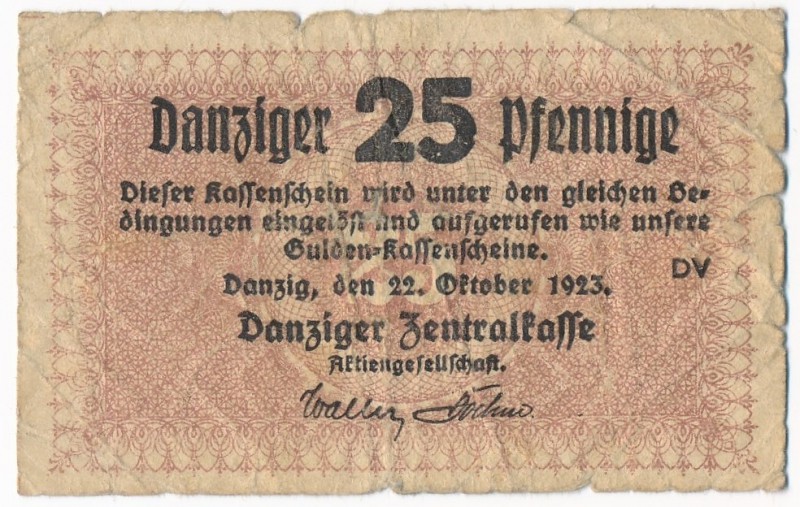 Danziger 25 Pfennige
Dieser Kassenschein wird unter den gleichen Be-
dingungen eingelöst und aufgerufen wie unsere
Gulden-Kassenscheine.
Danzig, den 22. Oktober 1923.
DV
Danziger Zentralkasse
Aktiengesellschaft.